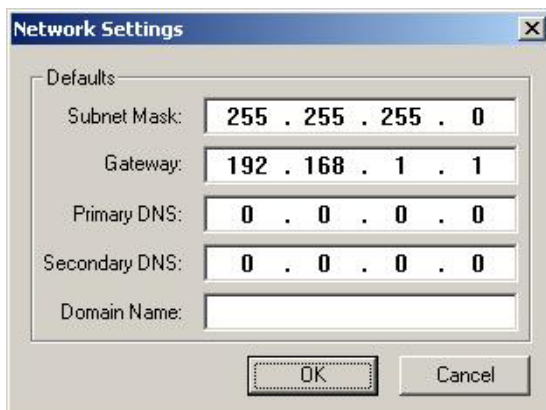 Network Settings
Defaults
Subnet Mask: 255 . 255 . 255 . 0
Gateway: 192 . 168 . 1 . 1
Primary DNS: 0 . 0 . 0 . 0
Secondary DNS: 0 . 0 . 0 . 0
Domain Name:
OK Cancel